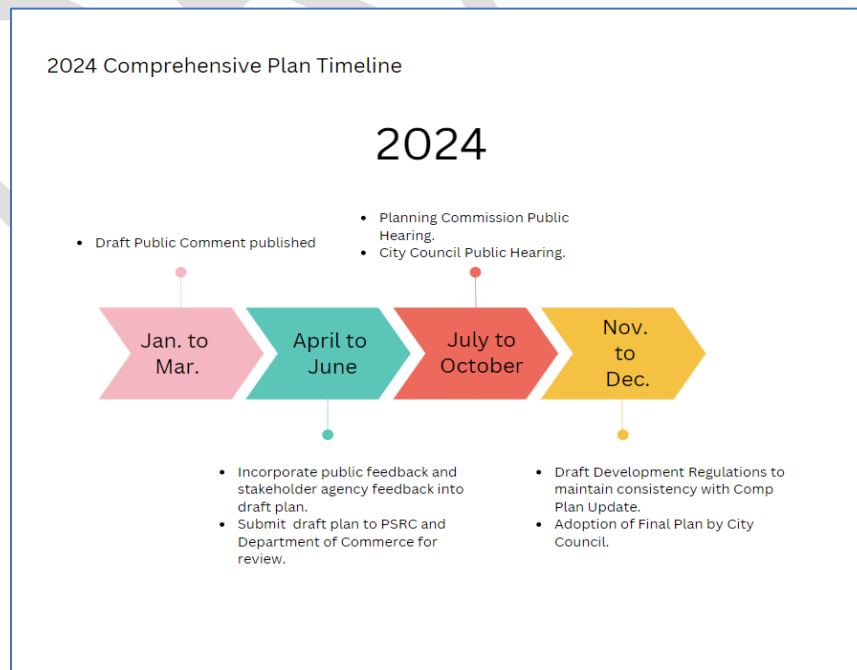 2024 Comprehensive Plan Timeline
2024
• Draft Public Comment published
• Planning Commission Public
Hearing.
• City Council Public Hearing.
Jan. to
Mar.
April to
June
July to
October
Nov.
to
Dec.
• Incorporate public feedback and
stakeholder agency feedback into
draft plan.
• Submit draft plan to PSRC and
Department of Commerce for
review.
• Draft Development Regulations to
maintain consistency with Comp
Plan Update.
• Adoption of Final Plan by City
Council.